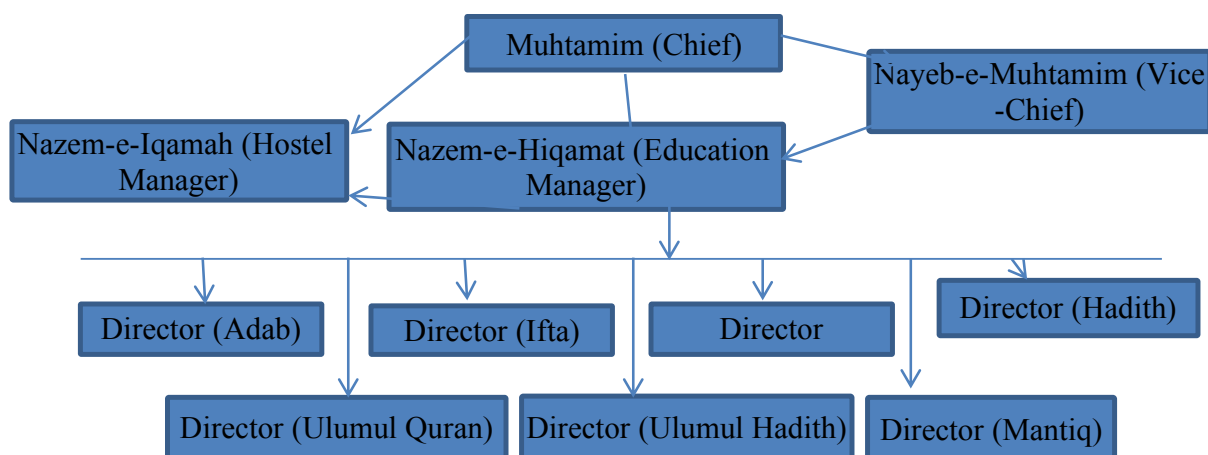 Muhtamim (Chief)
Nayeb-e-Muhtamim (Vice
-Chief)
Nazem-e-Iqamah (Hostel
Manager)
Nazem-e-Hiqamat (Education
Manager)
Director (Adab)
Director (Ifta)
Director
Director (Hadith)
Director (Ulumul Quran)
Director (Ulumul Hadith)
Director (Mantiq)